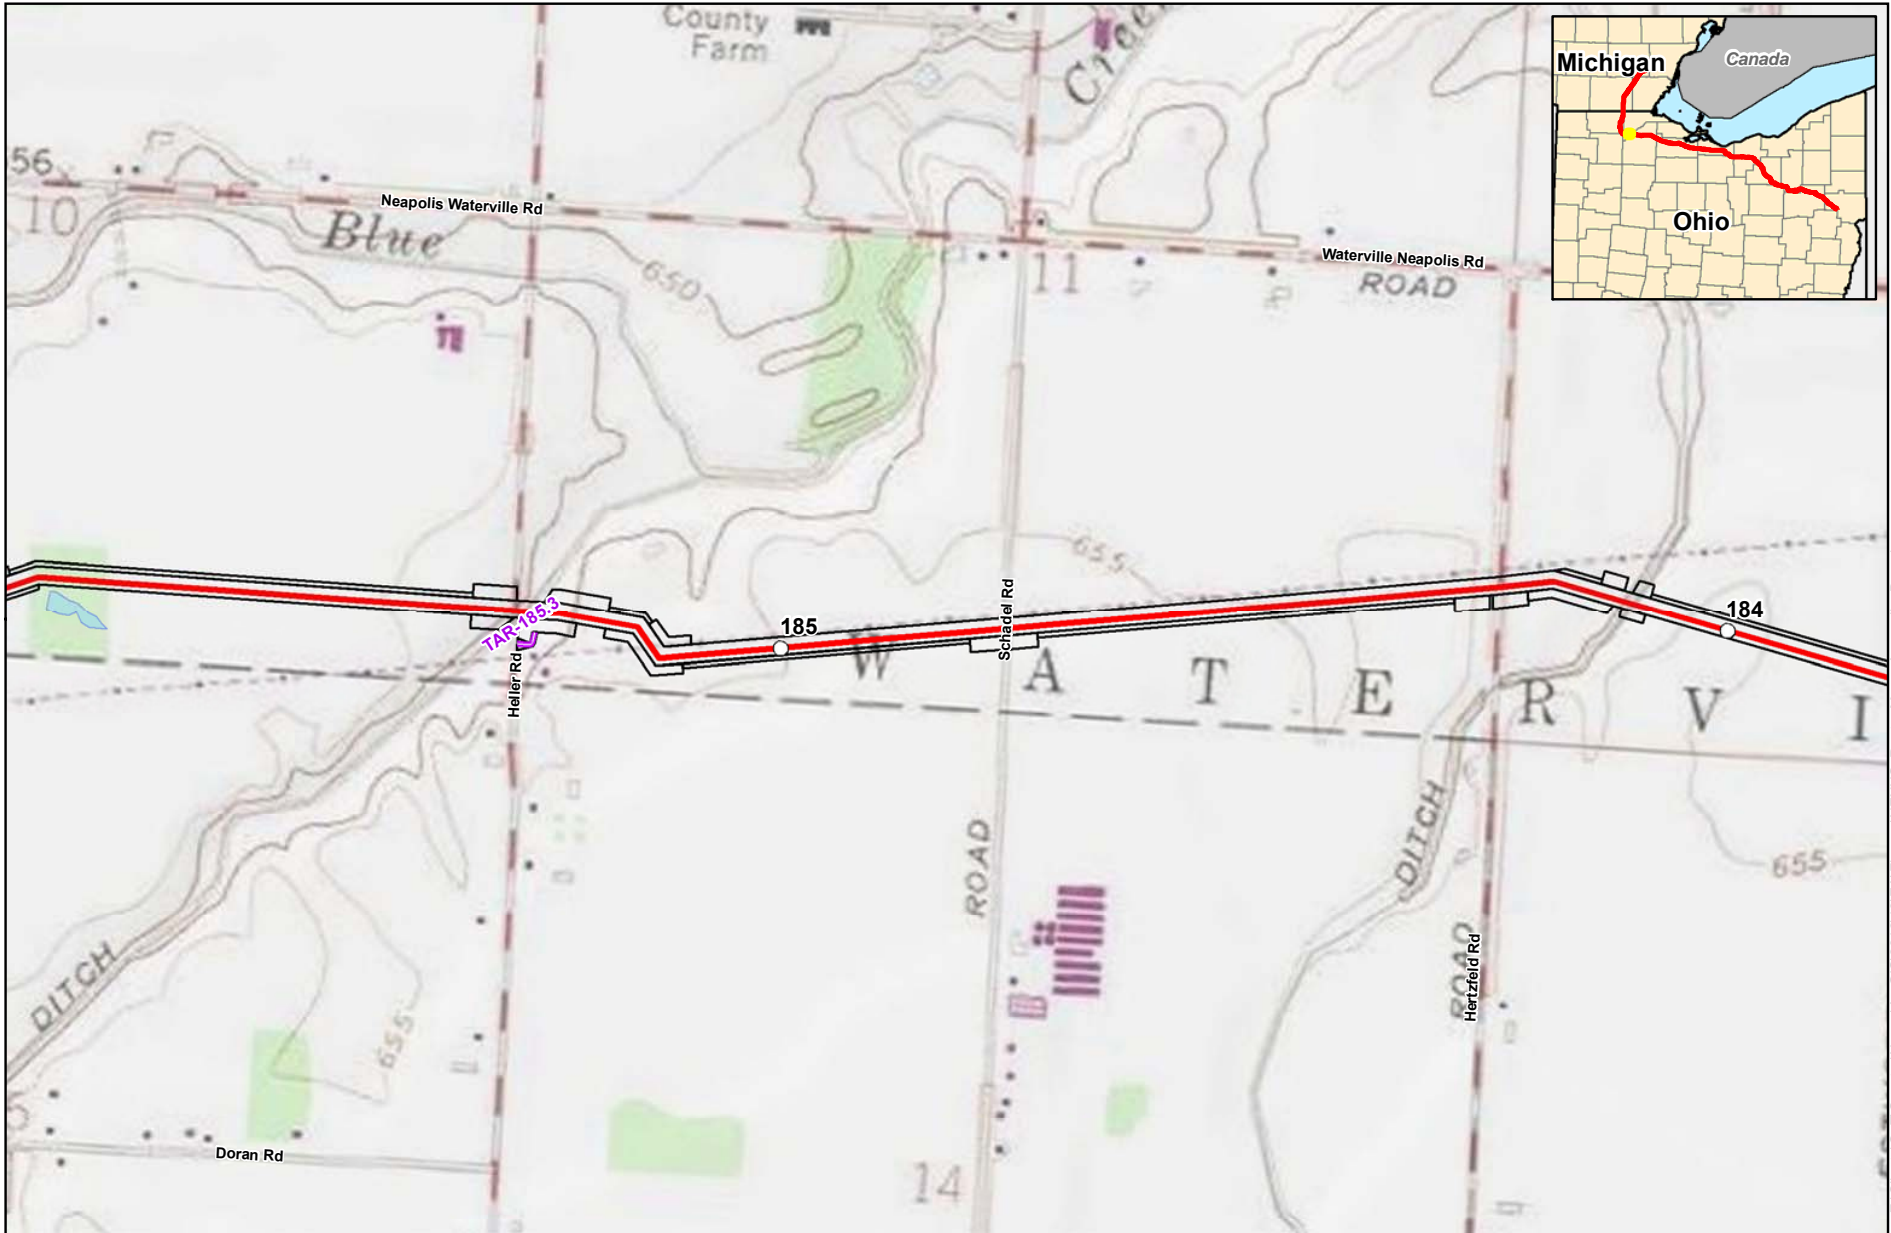 County
Farm
Creek
Michigan
Canada
Ohio
56
10
Neapolis Waterville Rd
Blue
650
11
Waterville Neapolis Rd
ROAD
655
TAR-185.3
185
184
Schadel Rd
Heller Rd
W A T E R V I
DITCH
ROAD
655
DITCH
ROAD
Hertzfeld Rd
655
5
Doran Rd
14